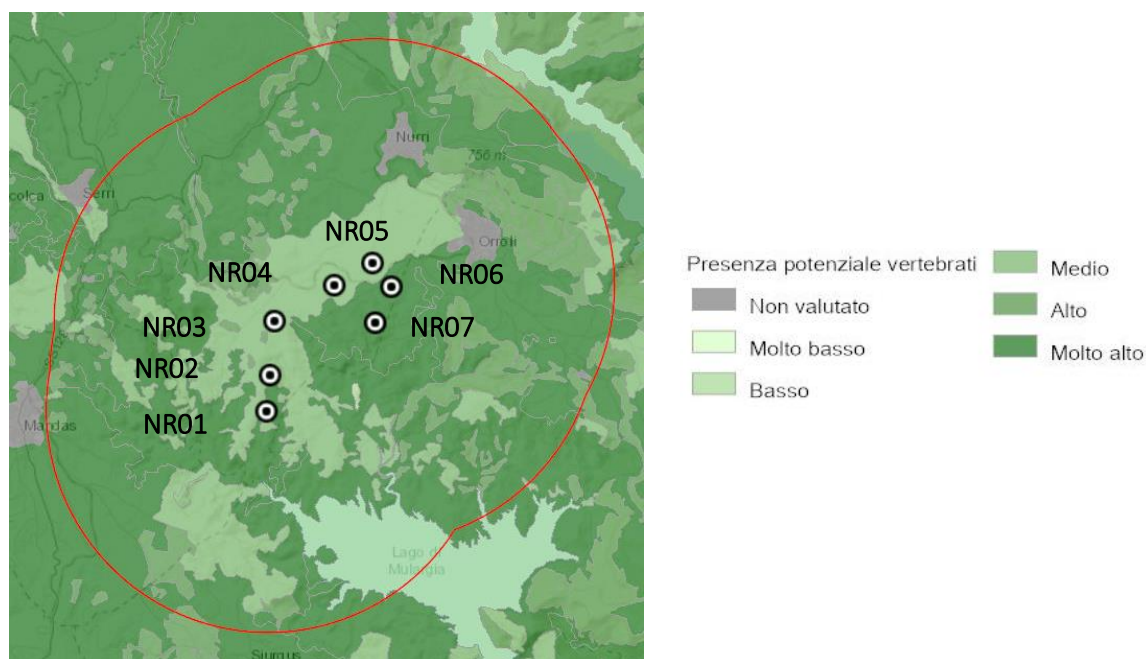 Nurri
756 m
Serri
colca
NR05
Orroli
NR04
NR06
NR03
NR07
NR02
NR01
Mandas
Lago di
Mulargia
Siurgus
Presenza potenziale vertebrati
Non valutato
Molto basso
Basso
Medio
Alto
Molto alto